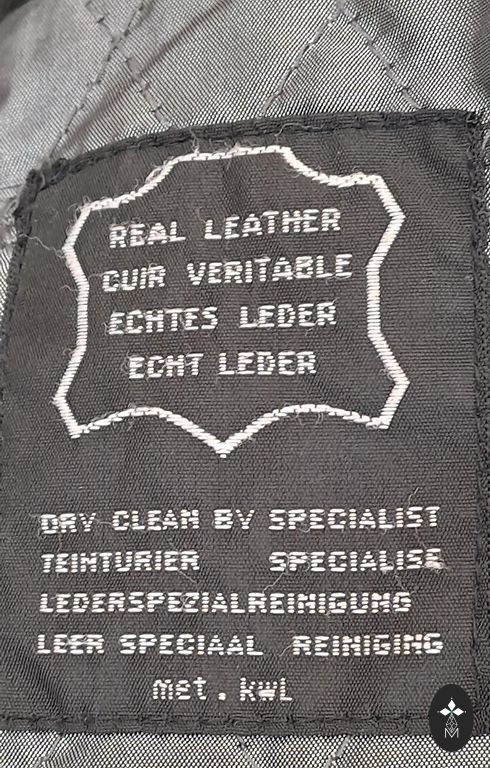 REAL LEATHER
CUIR VERITABLE
ECHTES LEDER
ECHT LEDER
DRY CLEAN BY SPECIALIST
TEINTURIER SPECIALISE
LEDERSPEZIALREINIGUNG
LEER SPECIAAL REINIGING
met. kwL